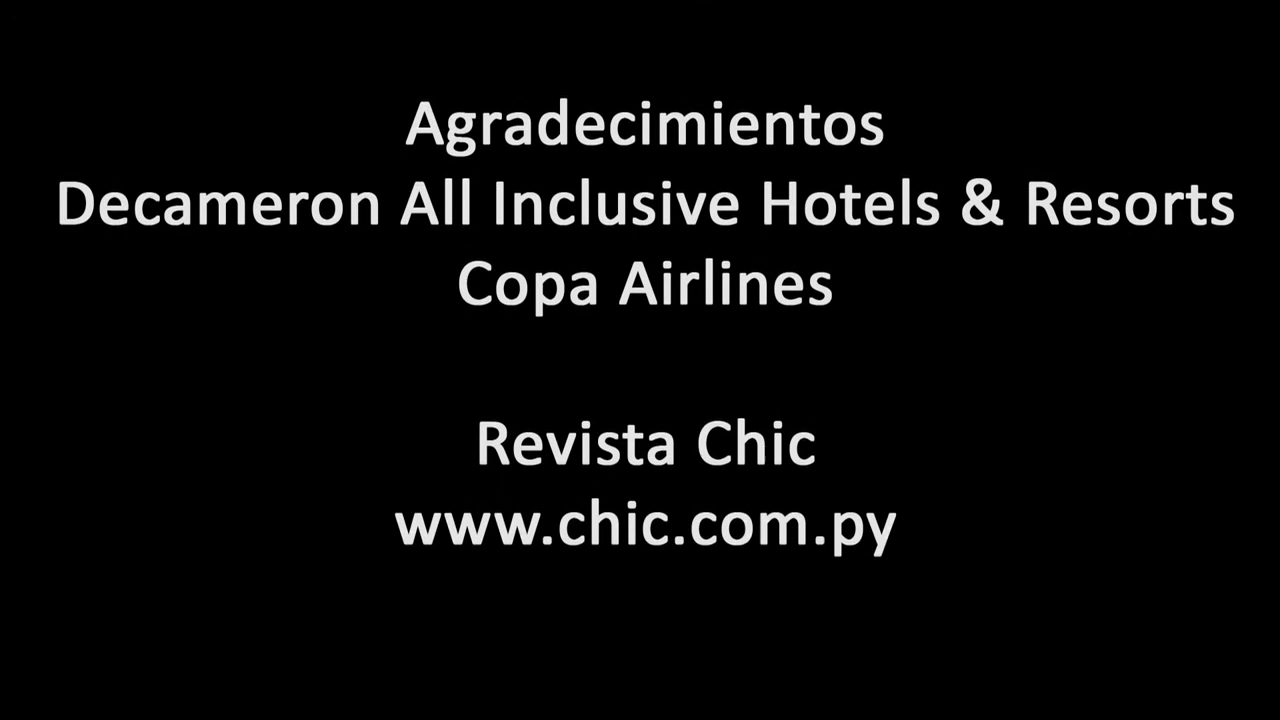 Agradecimientos
Decameron All Inclusive Hotels & Resorts
Copa Airlines
Revista Chic
www.chic.com.py